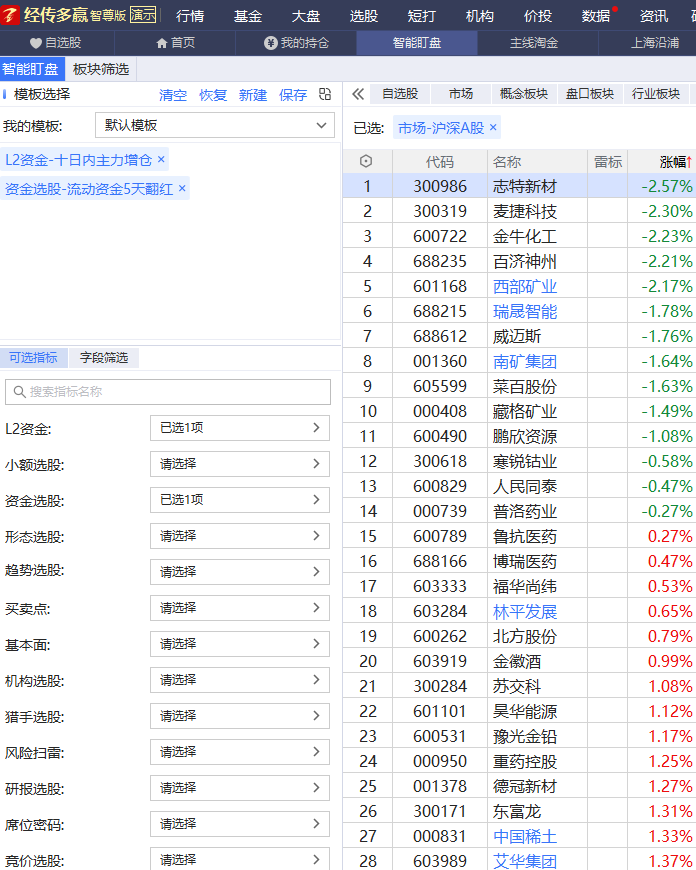 经传多赢 智尊版 演示 行情 基金 大盘 选股 短打 机构 价投 数据 资讯
自选股 首页 我的持仓 智能盯盘 主线淘金 上海沿浦
智能盯盘 板块筛选
模板选择 清空 恢复 新建 保存
我的模板: 默认模板
L2资金-十日内主力增仓 ×
资金选股-流动资金5天翻红 ×
可选指标 字段筛选
搜索指标名称
L2资金: 已选1项
小额选股: 请选择
资金选股: 已选1项
形态选股: 请选择
趋势选股: 请选择
买卖点: 请选择
基本面: 请选择
机构选股: 请选择
猎手选股: 请选择
风险扫雷: 请选择
研报选股: 请选择
席位密码: 请选择
竞价选股: 请选择
自选股 市场 概念板块 盘口板块 行业板块
已选: 市场-沪深A股 ×
代码 名称 雷标 涨幅↑
1 300986 志特新材 -2.57%
2 300319 麦捷科技 -2.30%
3 600722 金牛化工 -2.23%
4 688235 百济神州 -2.21%
5 601168 西部矿业 -2.17%
6 688215 瑞晟智能 -1.78%
7 688612 威迈斯 -1.76%
8 001360 南矿集团 -1.64%
9 605599 菜百股份 -1.63%
10 000408 藏格矿业 -1.49%
11 600490 鹏欣资源 -1.08%
12 300618 寒锐钴业 -0.58%
13 600829 人民同泰 -0.47%
14 000739 普洛药业 -0.27%
15 600789 鲁抗医药 0.27%
16 688166 博瑞医药 0.47%
17 603333 福华尚纬 0.53%
18 603284 林平发展 0.65%
19 600262 北方股份 0.79%
20 603919 金徽酒 0.99%
21 300284 苏交科 1.08%
22 601101 昊华能源 1.12%
23 600531 豫光金铅 1.17%
24 000950 重药控股 1.25%
25 001378 德冠新材 1.27%
26 300171 东富龙 1.31%
27 000831 中国稀土 1.33%
28 603989 艾华集团 1.37%